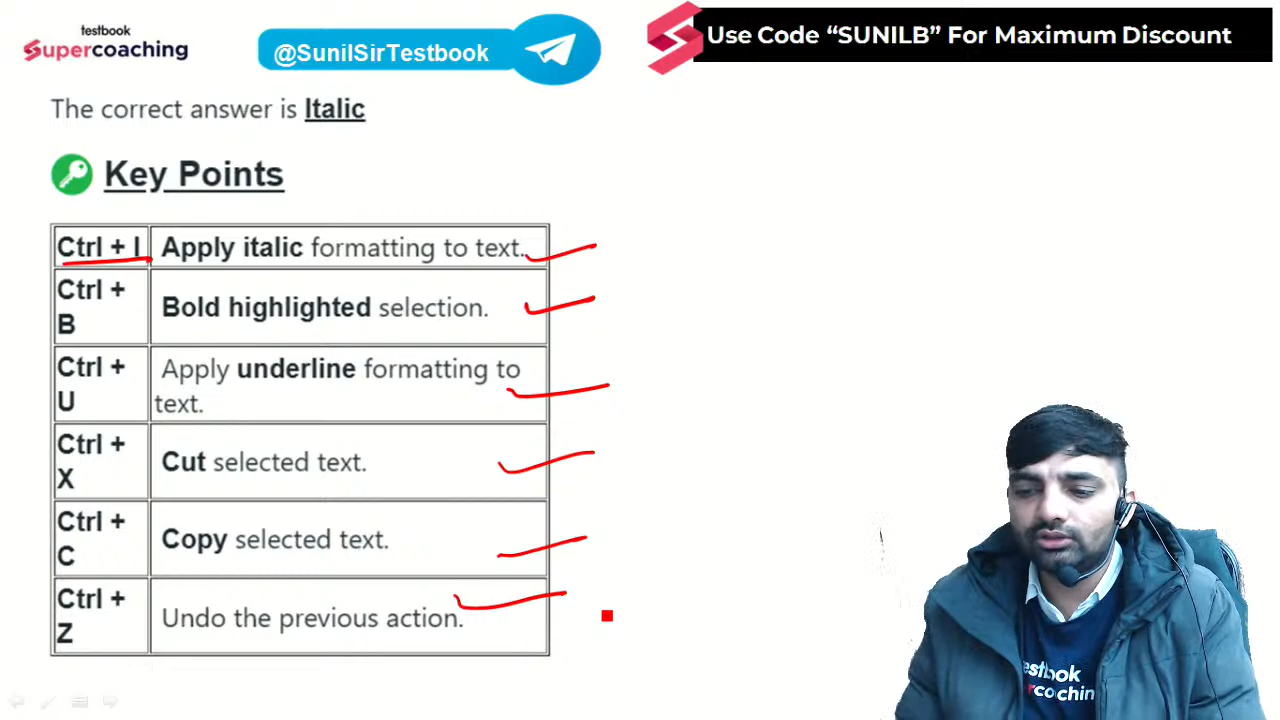 testbook
Supercoaching
@SunilSirTestbook
Use Code “SUNILB” For Maximum Discount
The correct answer is Italic
Key Points
Ctrl + I Apply italic formatting to text.
Ctrl +
B
Bold highlighted selection.
Ctrl +
U
Apply underline formatting to
text.
Ctrl +
X
Cut selected text.
Ctrl +
C
Copy selected text.
Ctrl +
Z
Undo the previous action.
testbook